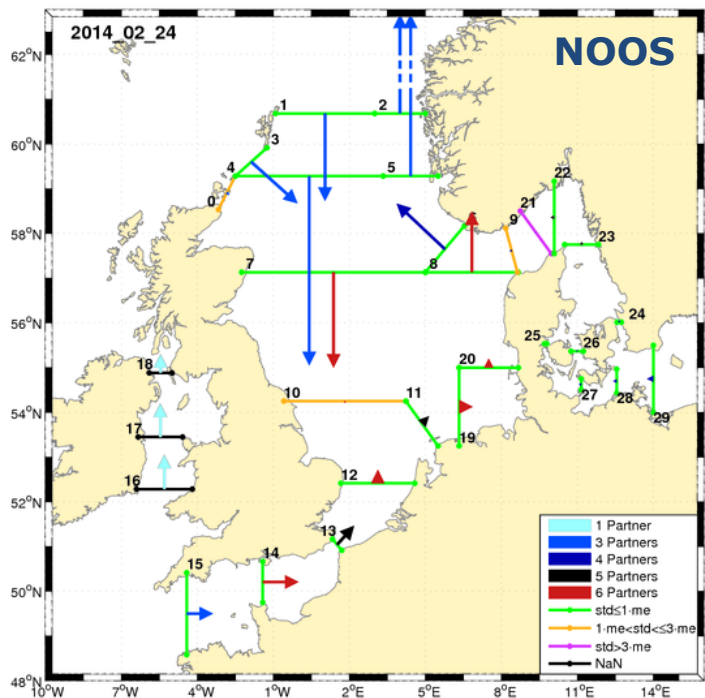 2014_02_24
NOOS
62°N
60°N
58°N
56°N
54°N
52°N
50°N
48°N
1
2
3
4
5
0
7
8
9
21
22
23
24
25
26
27
28
29
20
19
10
11
12
13
14
15
16
17
18
1 Partner
3 Partners
4 Partners
5 Partners
6 Partners
std≤1·me
1·me<std<≤3·me
std>3·me
NaN
10°W
7°W
4°W
1°W
2°E
5°E
8°E
11°E
14°E